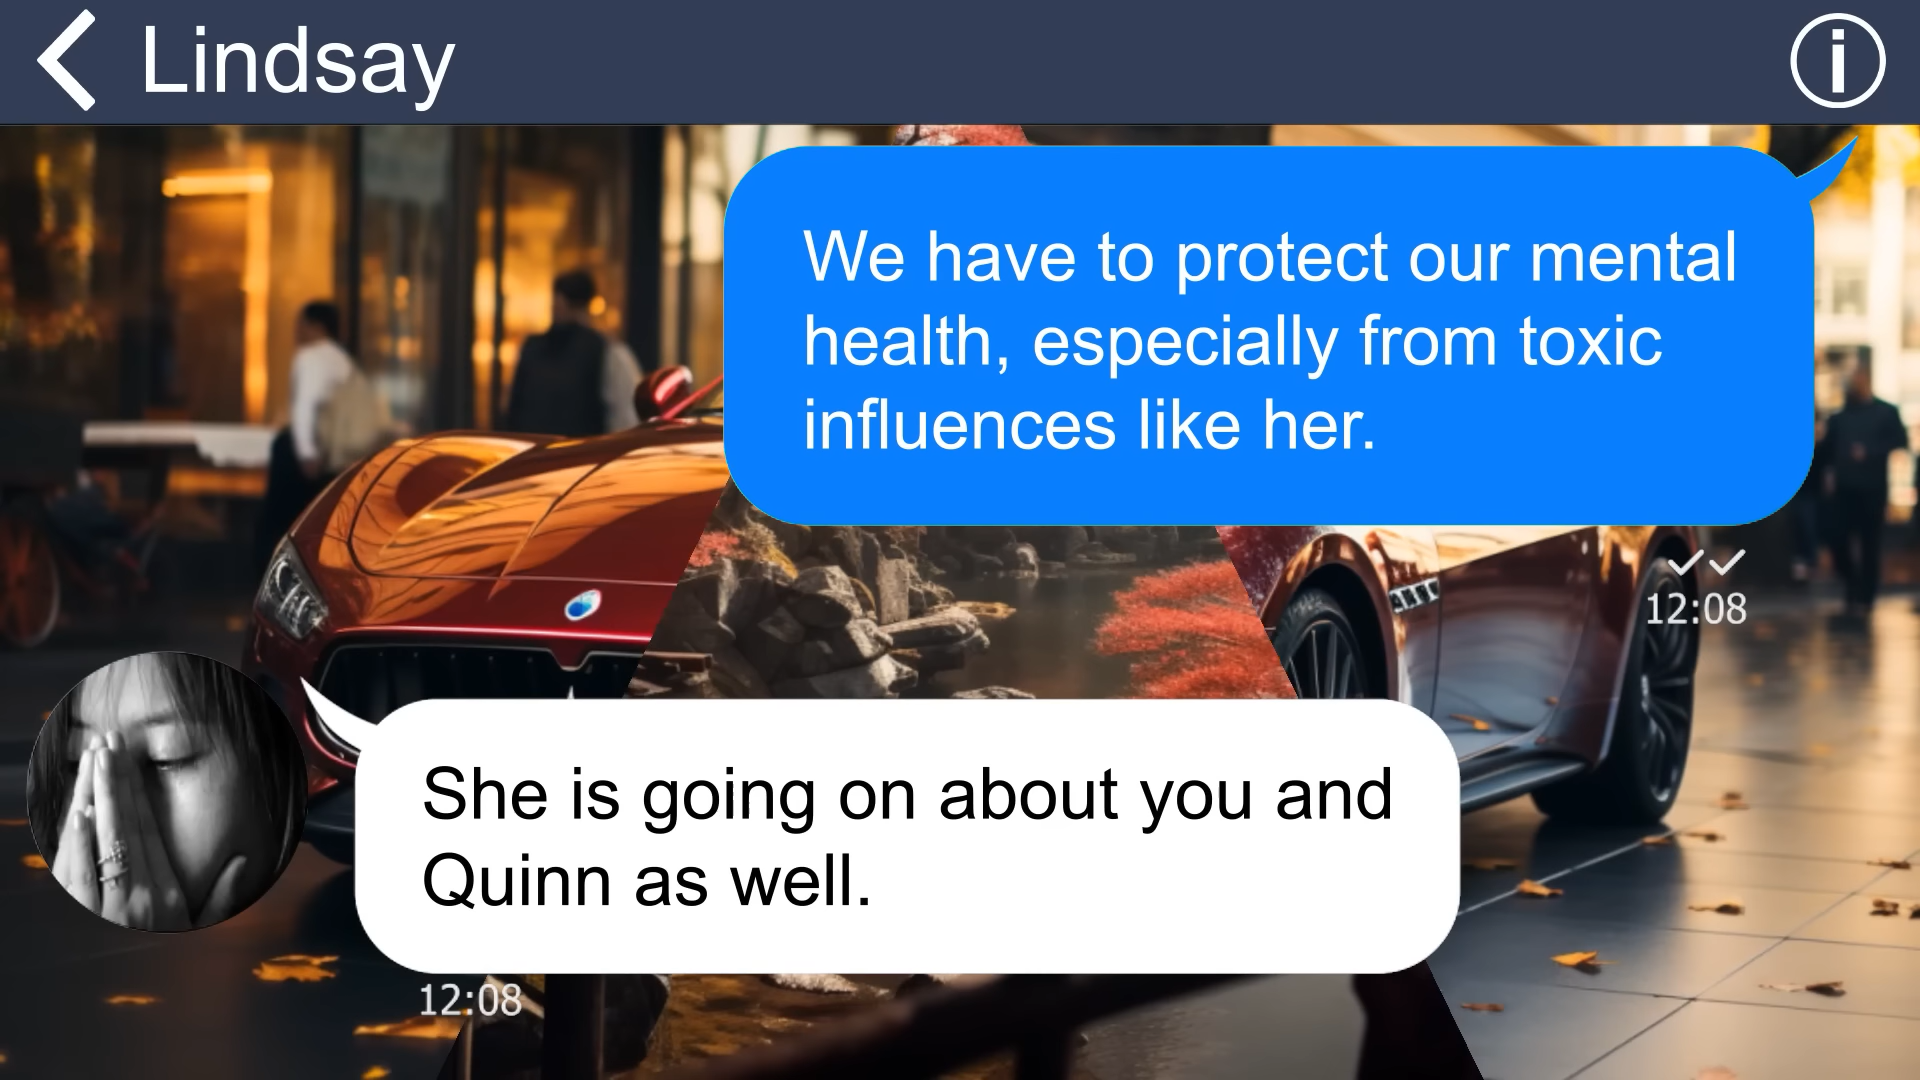 Lindsay
We have to protect our mental
health, especially from toxic
influences like her.
12:08
She is going on about you and
Quinn as well.
12:08